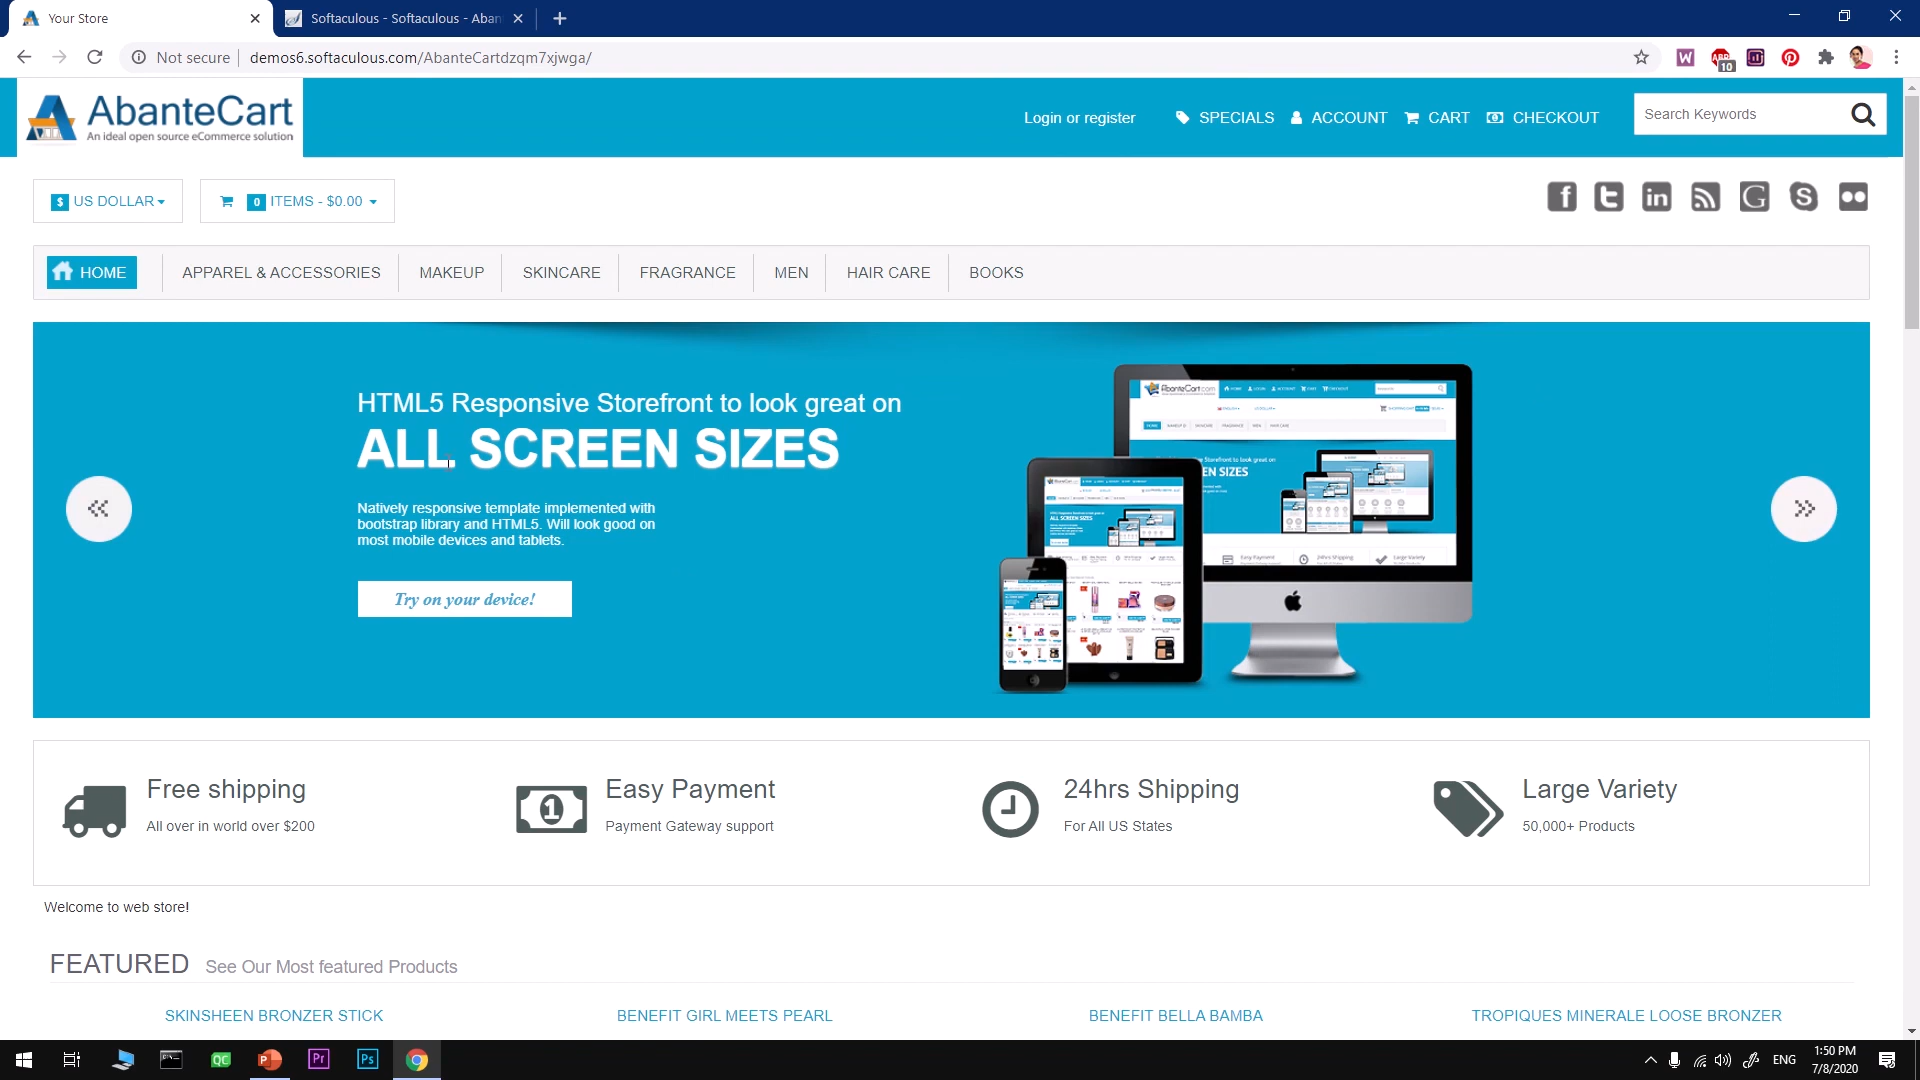 Your Store
Softaculous - Softaculous - Aban
Not secure
demos6.softaculous.com/AbanteCartdzqm7xjwga/
10
AbanteCart
An ideal open source eCommerce solution
Login or register
SPECIALS
ACCOUNT
CART
CHECKOUT
Search Keywords
$ US DOLLAR
0 ITEMS - $0.00
HOME
APPAREL & ACCESSORIES
MAKEUP
SKINCARE
FRAGRANCE
MEN
HAIR CARE
BOOKS
HTML5 Responsive Storefront to look great on
ALL SCREEN SIZES
Natively responsive template implemented with
bootstrap library and HTML5. Will look good on
most mobile devices and tablets.
Try on your device!
Free shipping
All over in world over $200
Easy Payment
Payment Gateway support
24hrs Shipping
For All US States
Large Variety
50,000+ Products
Welcome to web store!
FEATURED See Our Most featured Products
SKINSHEEN BRONZER STICK
BENEFIT GIRL MEETS PEARL
BENEFIT BELLA BAMBA
TROPIQUES MINERALE LOOSE BRONZER
ENG
1:50 PM
7/8/2020